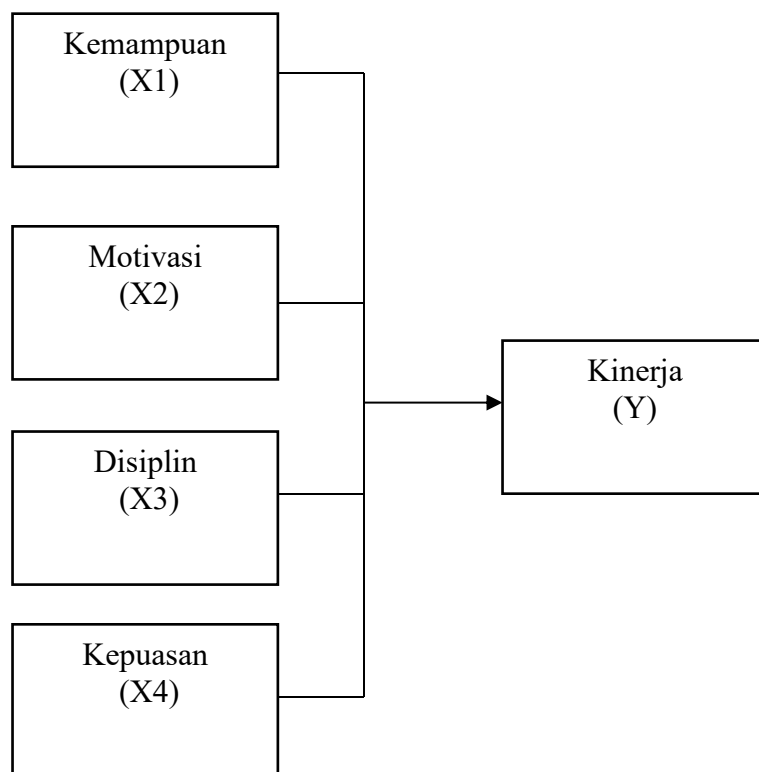 Kemampuan
(X1)
Motivasi
(X2)
Kinerja
(Y)
Disiplin
(X3)
Kepuasan
(X4)